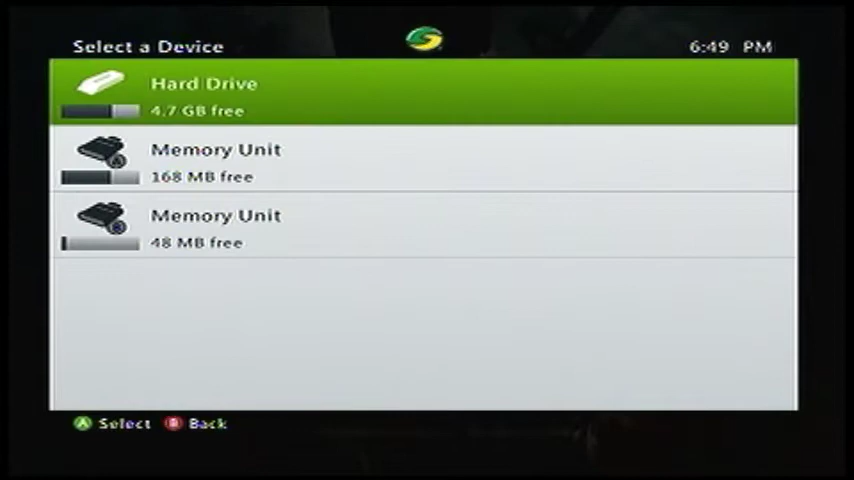 Select a Device
6:49 PM
Hard Drive
4.7 GB free
Memory Unit
168 MB free
Memory Unit
48 MB free
A Select B Back